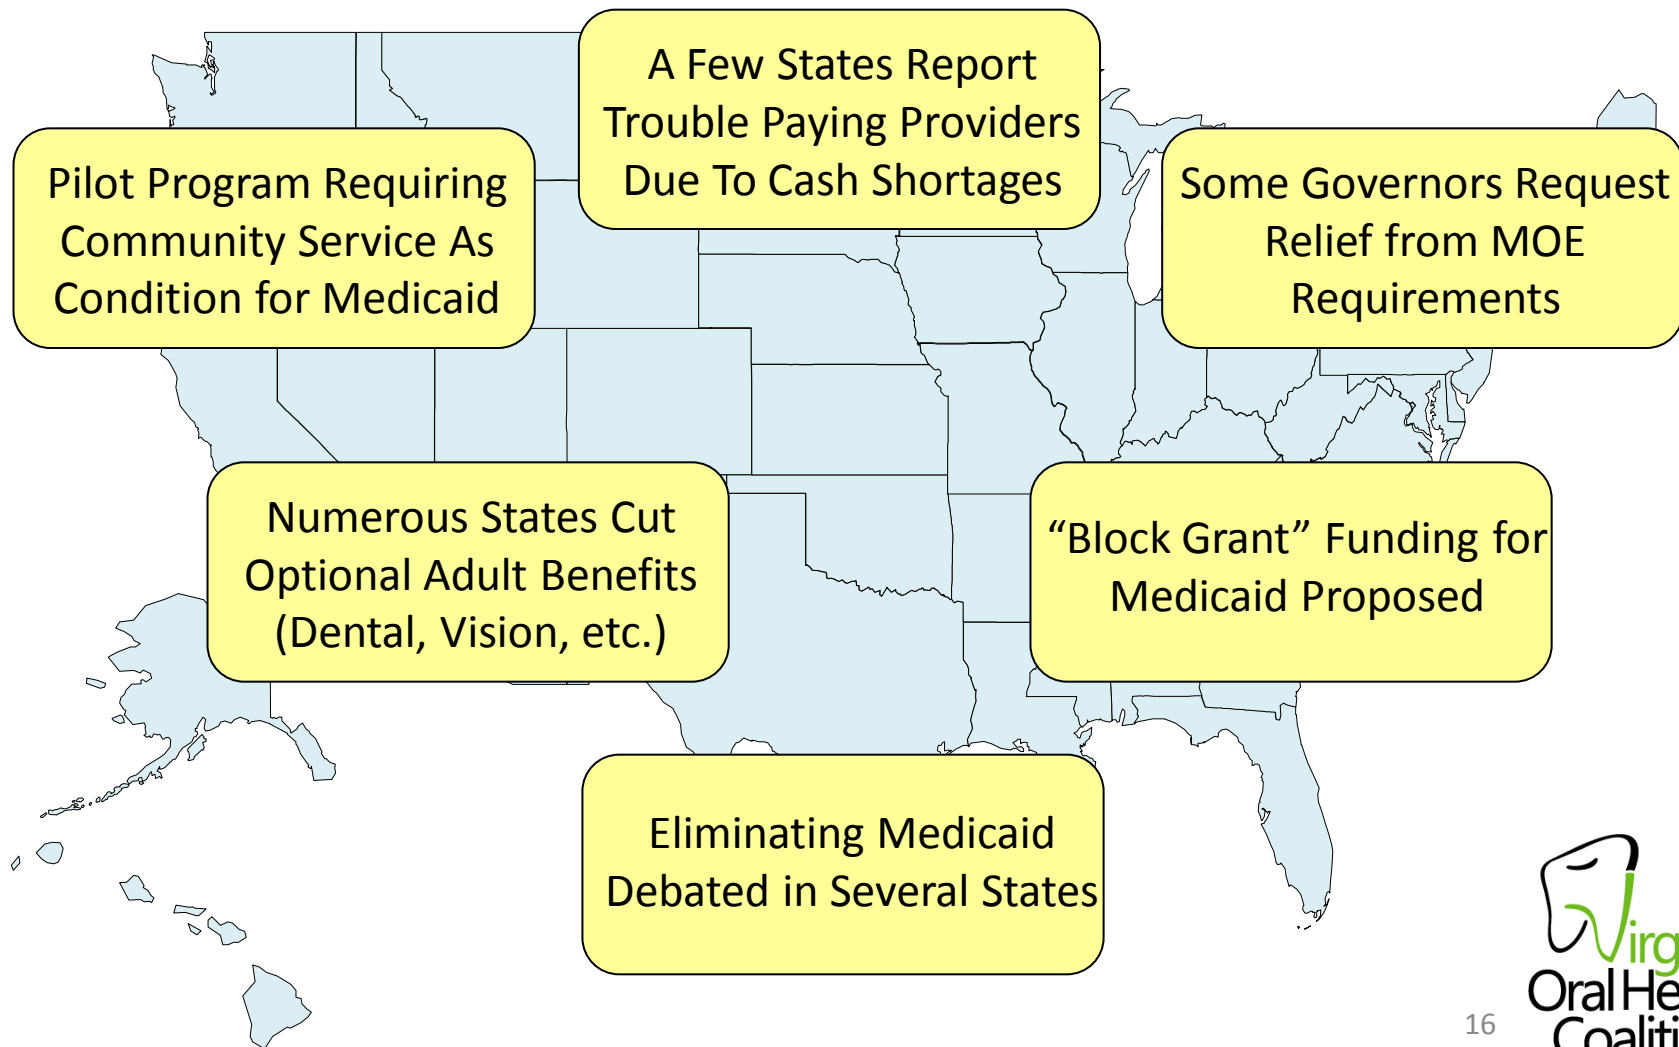 A Few States Report
Trouble Paying Providers
Due To Cash Shortages
Pilot Program Requiring
Community Service As
Condition for Medicaid
Some Governors Request
Relief from MOE
Requirements
Numerous States Cut
Optional Adult Benefits
(Dental, Vision, etc.)
“Block Grant” Funding for
Medicaid Proposed
Eliminating Medicaid
Debated in Several States
16
Oral